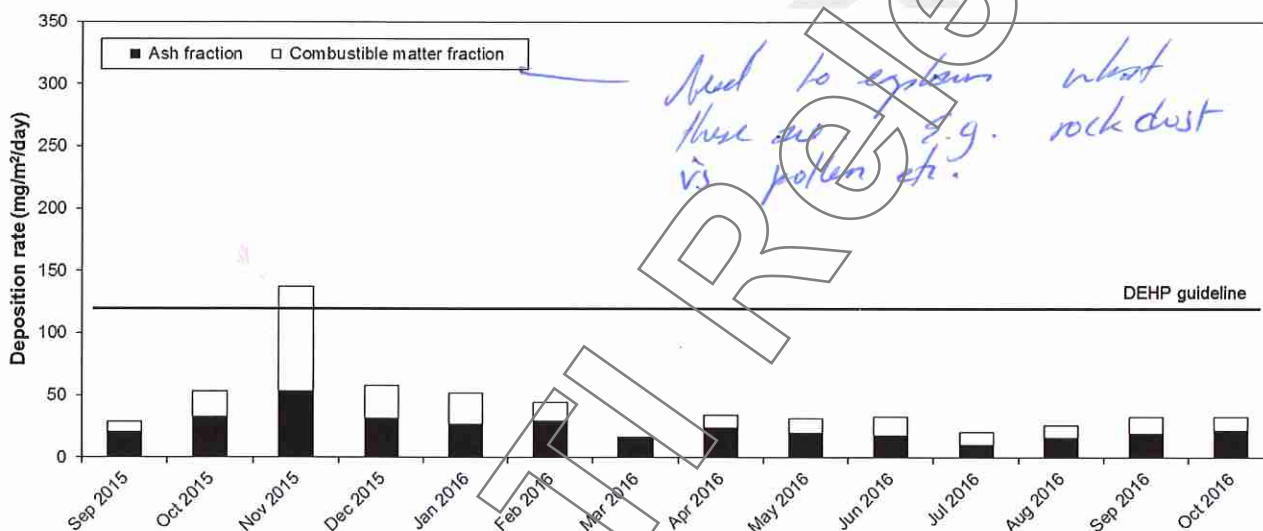 350
■ Ash fraction □ Combustible matter fraction
300
Need to explain what
these are E.g. rock dust
vs pollen etc.
250
200
150
DEHP guideline
100
50
0
Deposition rate (mg/m²/day)
Sep 2015 Oct 2015 Nov 2015 Dec 2015 Jan 2016 Feb 2016 Mar 2016 Apr 2016 May 2016 Jun 2016 Jul 2016 Aug 2016 Sep 2016 Oct 2016
TI Rele